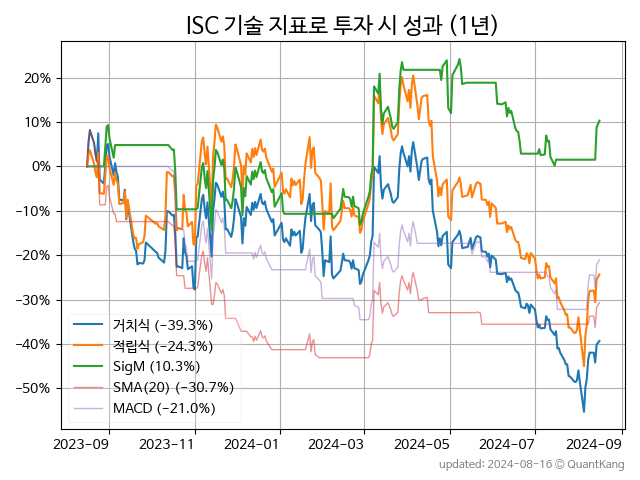 ISC 기술 지표로 투자 시 성과 (1년)
20%
10%
0%
−10%
−20%
−30%
−40%
−50%
거치식 (−39.3%)
적립식 (−24.3%)
SigM (10.3%)
SMA(20) (−30.7%)
MACD (−21.0%)
2023-09 2023-11 2024-01 2024-03 2024-05 2024-07 2024-09
updated: 2024-08-16 © QuantKang